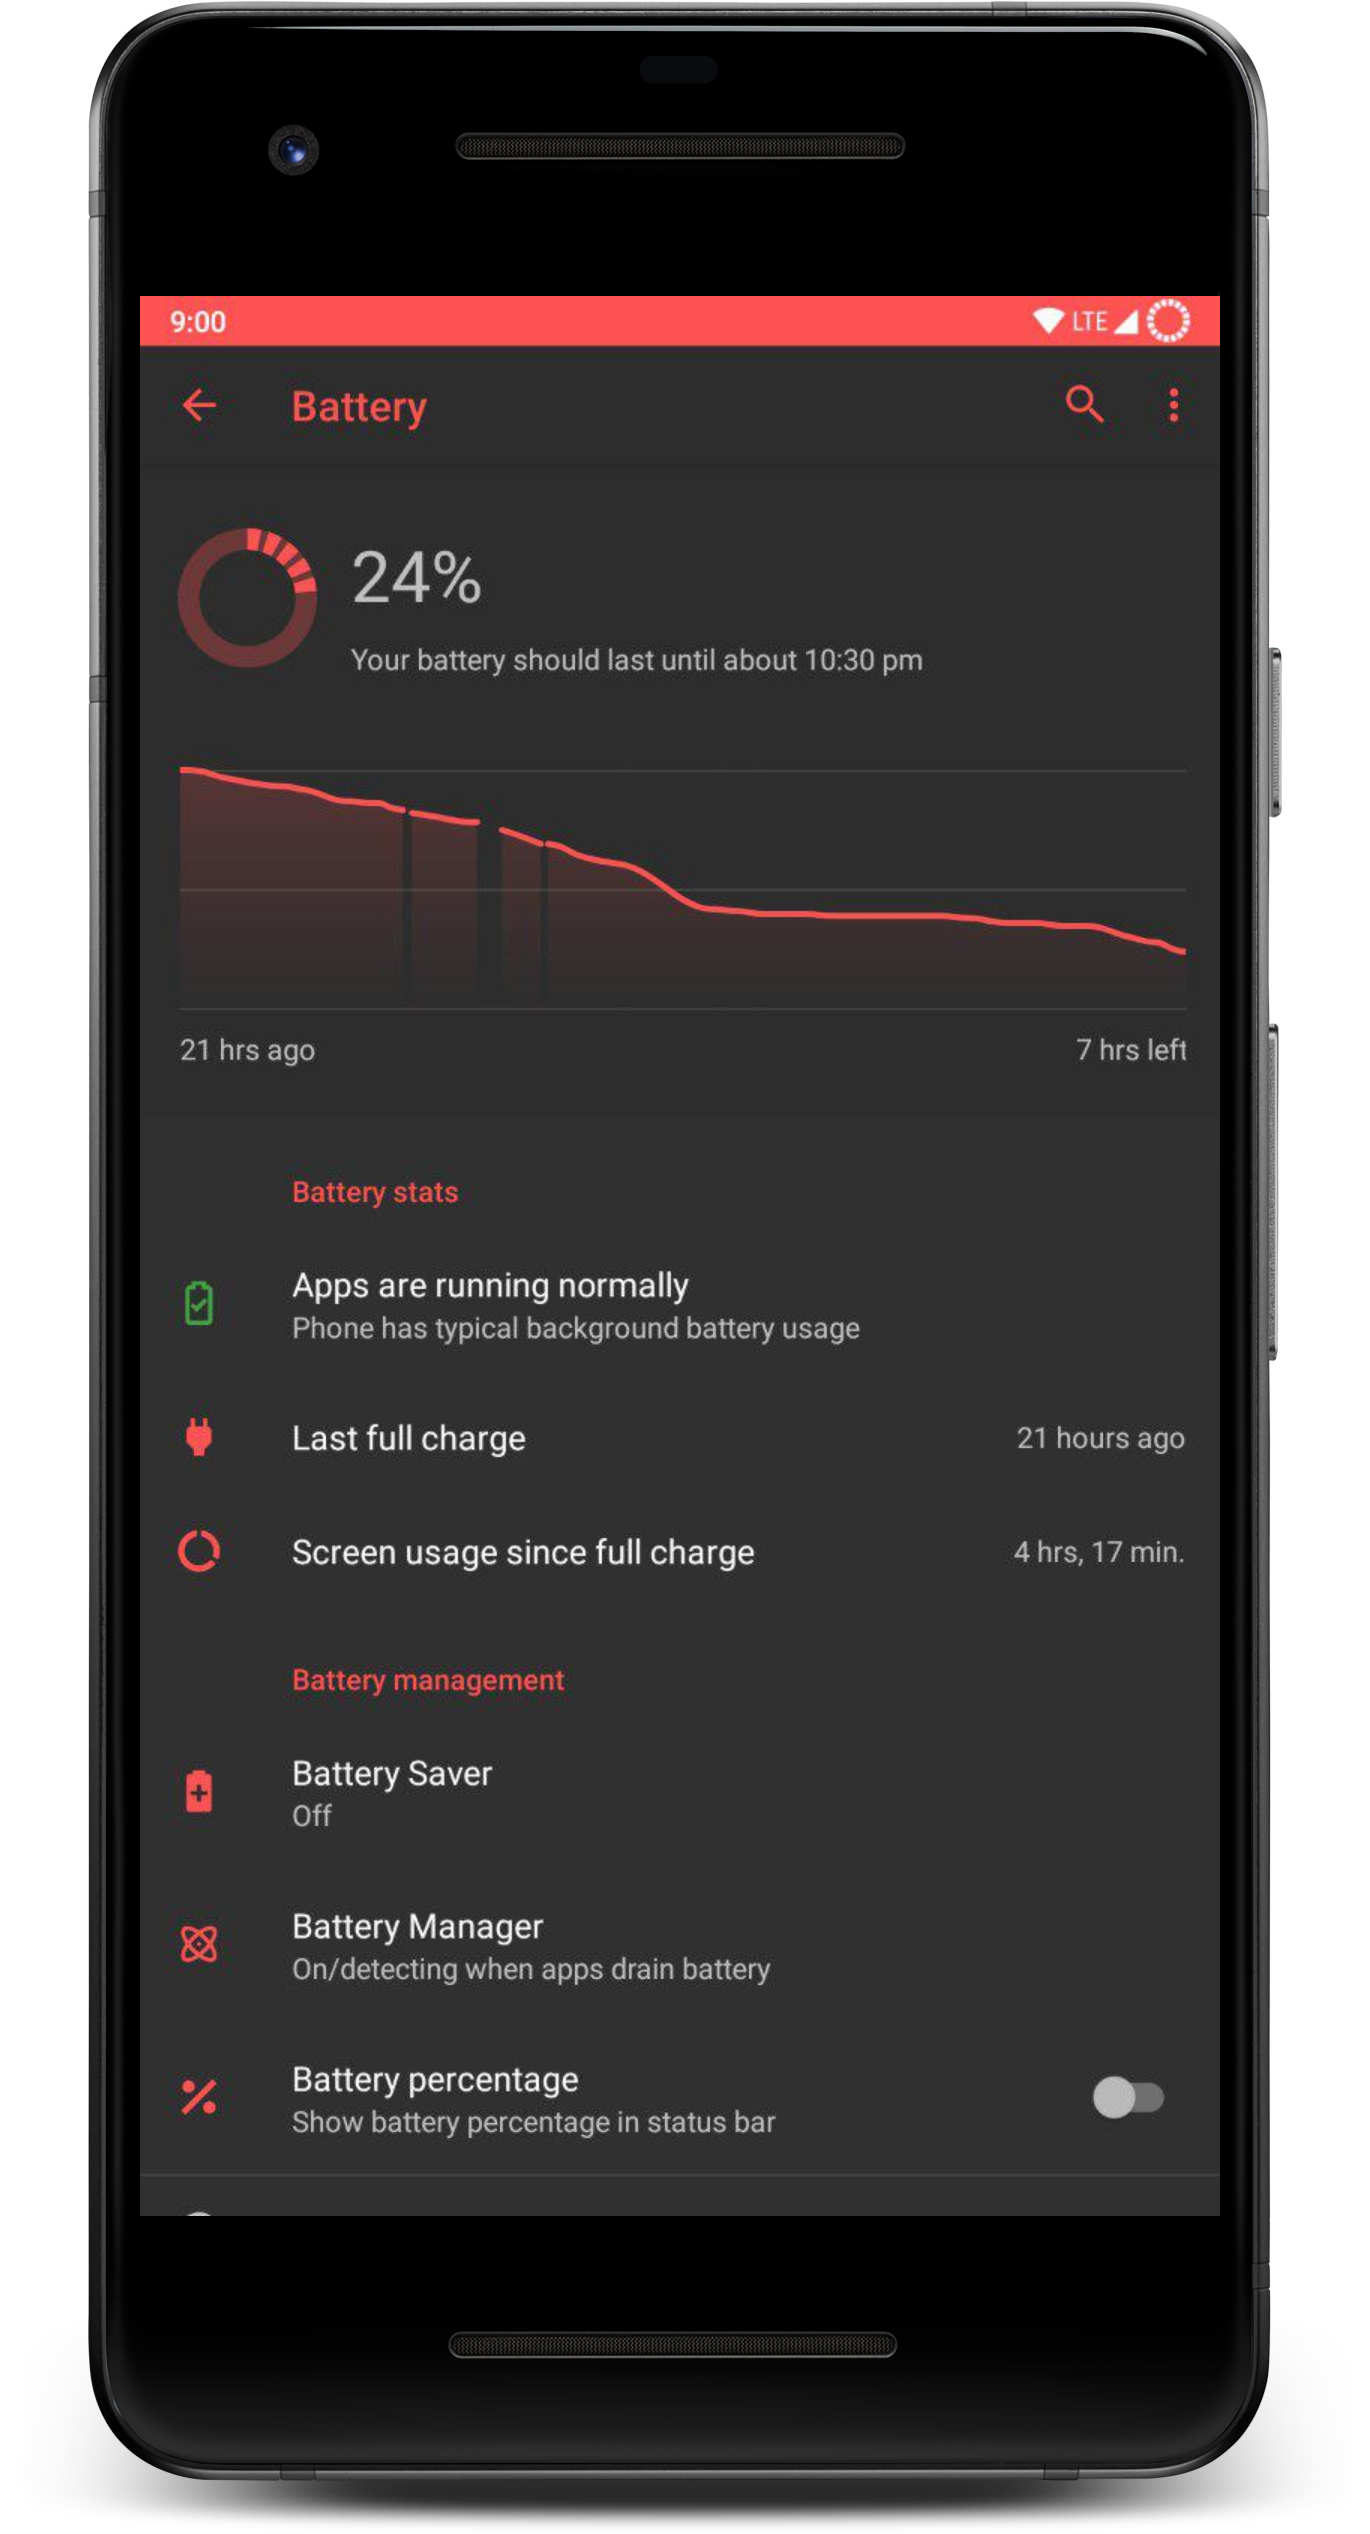 9:00
LTE
Battery
24%
Your battery should last until about 10:30 pm
21 hrs ago
7 hrs left
Battery stats
Apps are running normally
Phone has typical background battery usage
Last full charge
21 hours ago
Screen usage since full charge
4 hrs, 17 min.
Battery management
Battery Saver
Off
Battery Manager
On/detecting when apps drain battery
Battery percentage
Show battery percentage in status bar